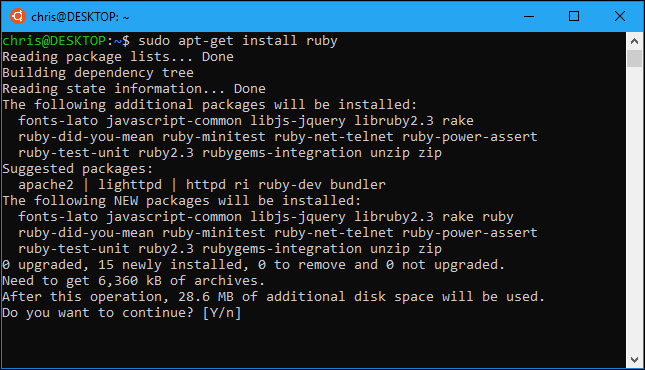 chris@DESKTOP: ~
chris@DESKTOP:~$ sudo apt-get install ruby
Reading package lists... Done
Building dependency tree
Reading state information... Done
The following additional packages will be installed:
  fonts-lato javascript-common libjs-jquery libruby2.3 rake
  ruby-did-you-mean ruby-minitest ruby-net-telnet ruby-power-assert
  ruby-test-unit ruby2.3 rubygems-integration unzip zip
Suggested packages:
  apache2 | lighttpd | httpd ri ruby-dev bundler
The following NEW packages will be installed:
  fonts-lato javascript-common libjs-jquery libruby2.3 rake ruby
  ruby-did-you-mean ruby-minitest ruby-net-telnet ruby-power-assert
  ruby-test-unit ruby2.3 rubygems-integration unzip zip
0 upgraded, 15 newly installed, 0 to remove and 0 not upgraded.
Need to get 6,360 kB of archives.
After this operation, 28.6 MB of additional disk space will be used.
Do you want to continue? [Y/n]